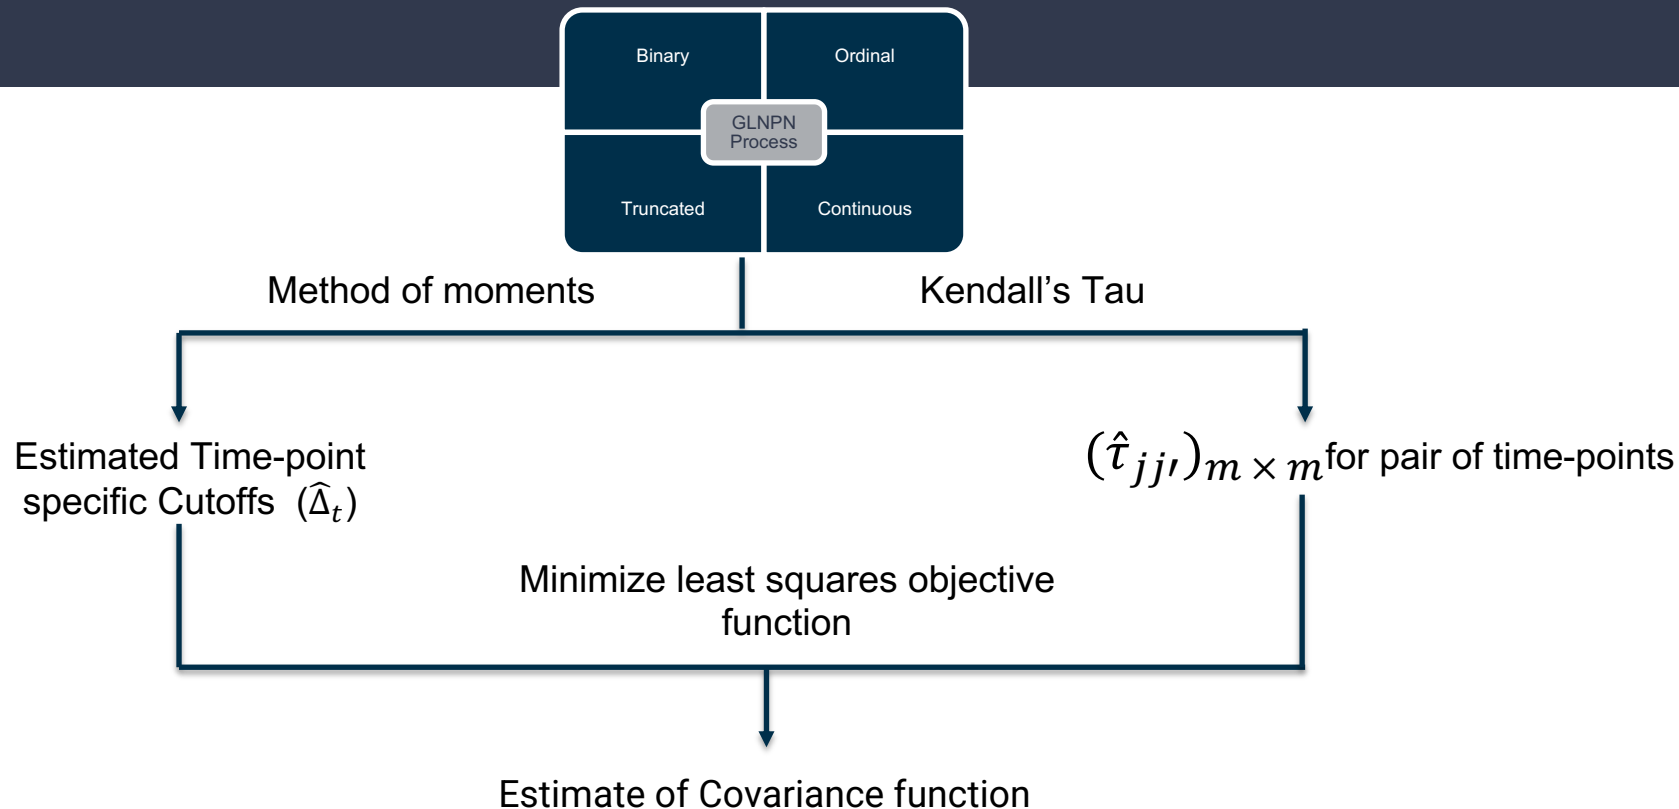 Binary
Ordinal
GLNPN
Process
Truncated
Continuous
Method of moments
Kendall's Tau
Estimated Time-point
specific Cutoffs (Δ̂ₜ)
(τ̂ⱼⱼ′)ₘ × ₘ for pair of time-points
Minimize least squares objective
function
Estimate of Covariance function